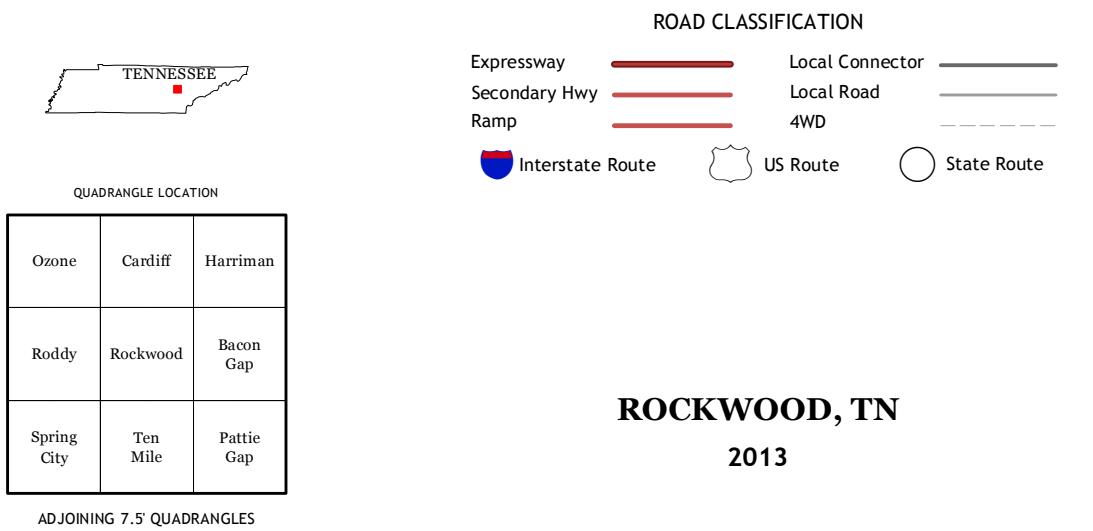 TENNESSEE
QUADRANGLE LOCATION
Ozone
Cardiff
Harriman
Roddy
Rockwood
Bacon
Gap
Spring
City
Ten
Mile
Pattie
Gap
ADJOINING 7.5' QUADRANGLES
ROAD CLASSIFICATION
Expressway
Local Connector
Secondary Hwy
Local Road
Ramp
4WD
Interstate Route
US Route
State Route
ROCKWOOD, TN
2013